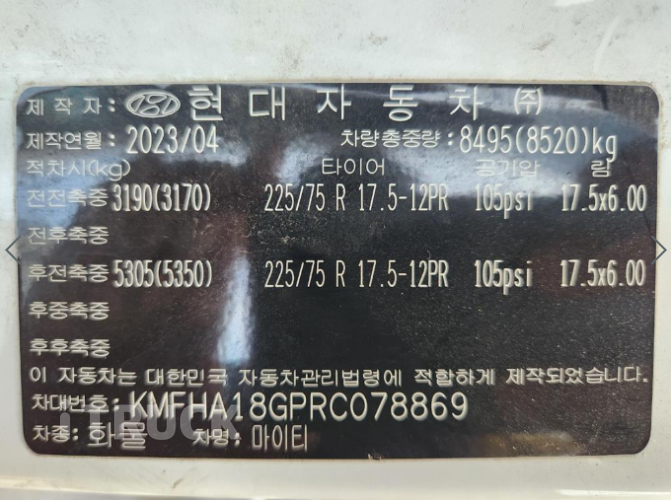 제 작 자: 현 대 자 동 차 ㈜
제작연월: 2023/04 차량총중량: 8495(8520)kg
적차시(kg) 타이어 공기압 림
전전축중 3190(3170) 225/75 R 17.5-12PR 105psi 17.5x6.00
전후축중
후전축중 5305(5350) 225/75 R 17.5-12PR 105psi 17.5x6.00
후중축중
후후축중
이 자동차는 대한민국 자동차관리법령에 적합하게 제작되었습니다.
차대번호: KMFHA18GPRC078869
차종: 화물 차명: 마이티
iTRUCK